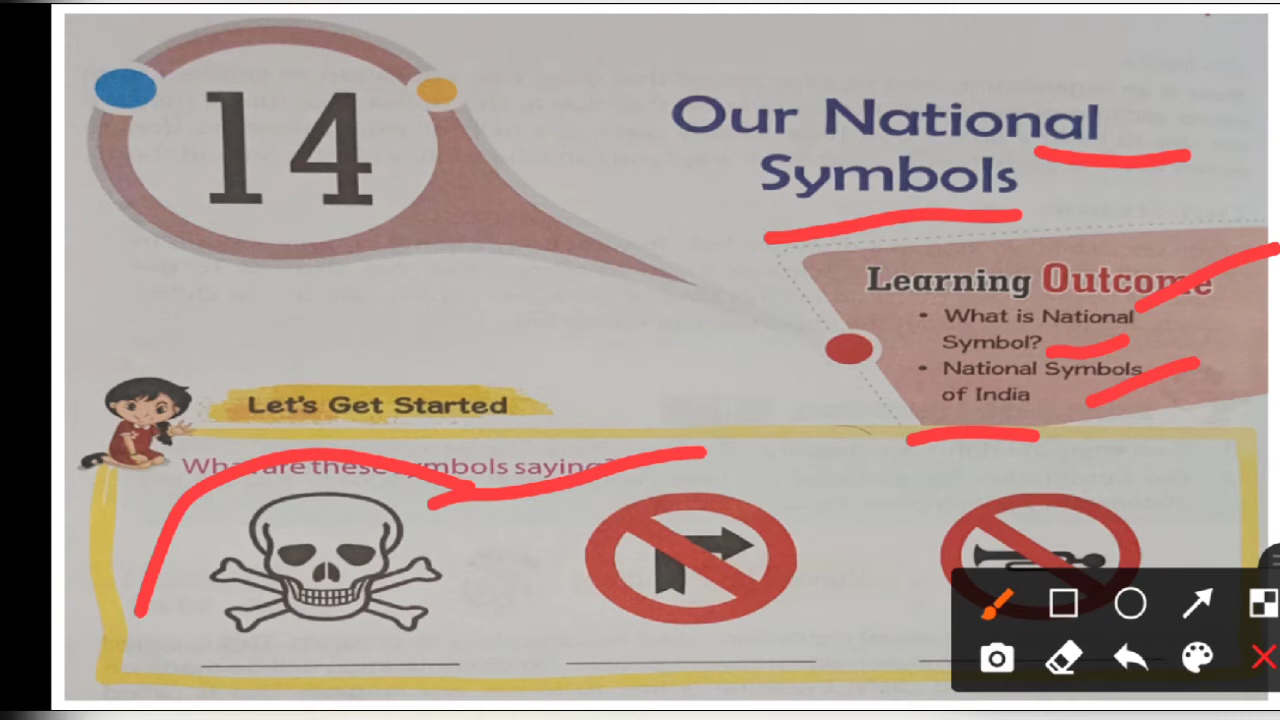 14
Our National
Symbols
Learning Outcome
• What is National
Symbol?
• National Symbols
of India
Let's Get Started
What are these symbols saying?